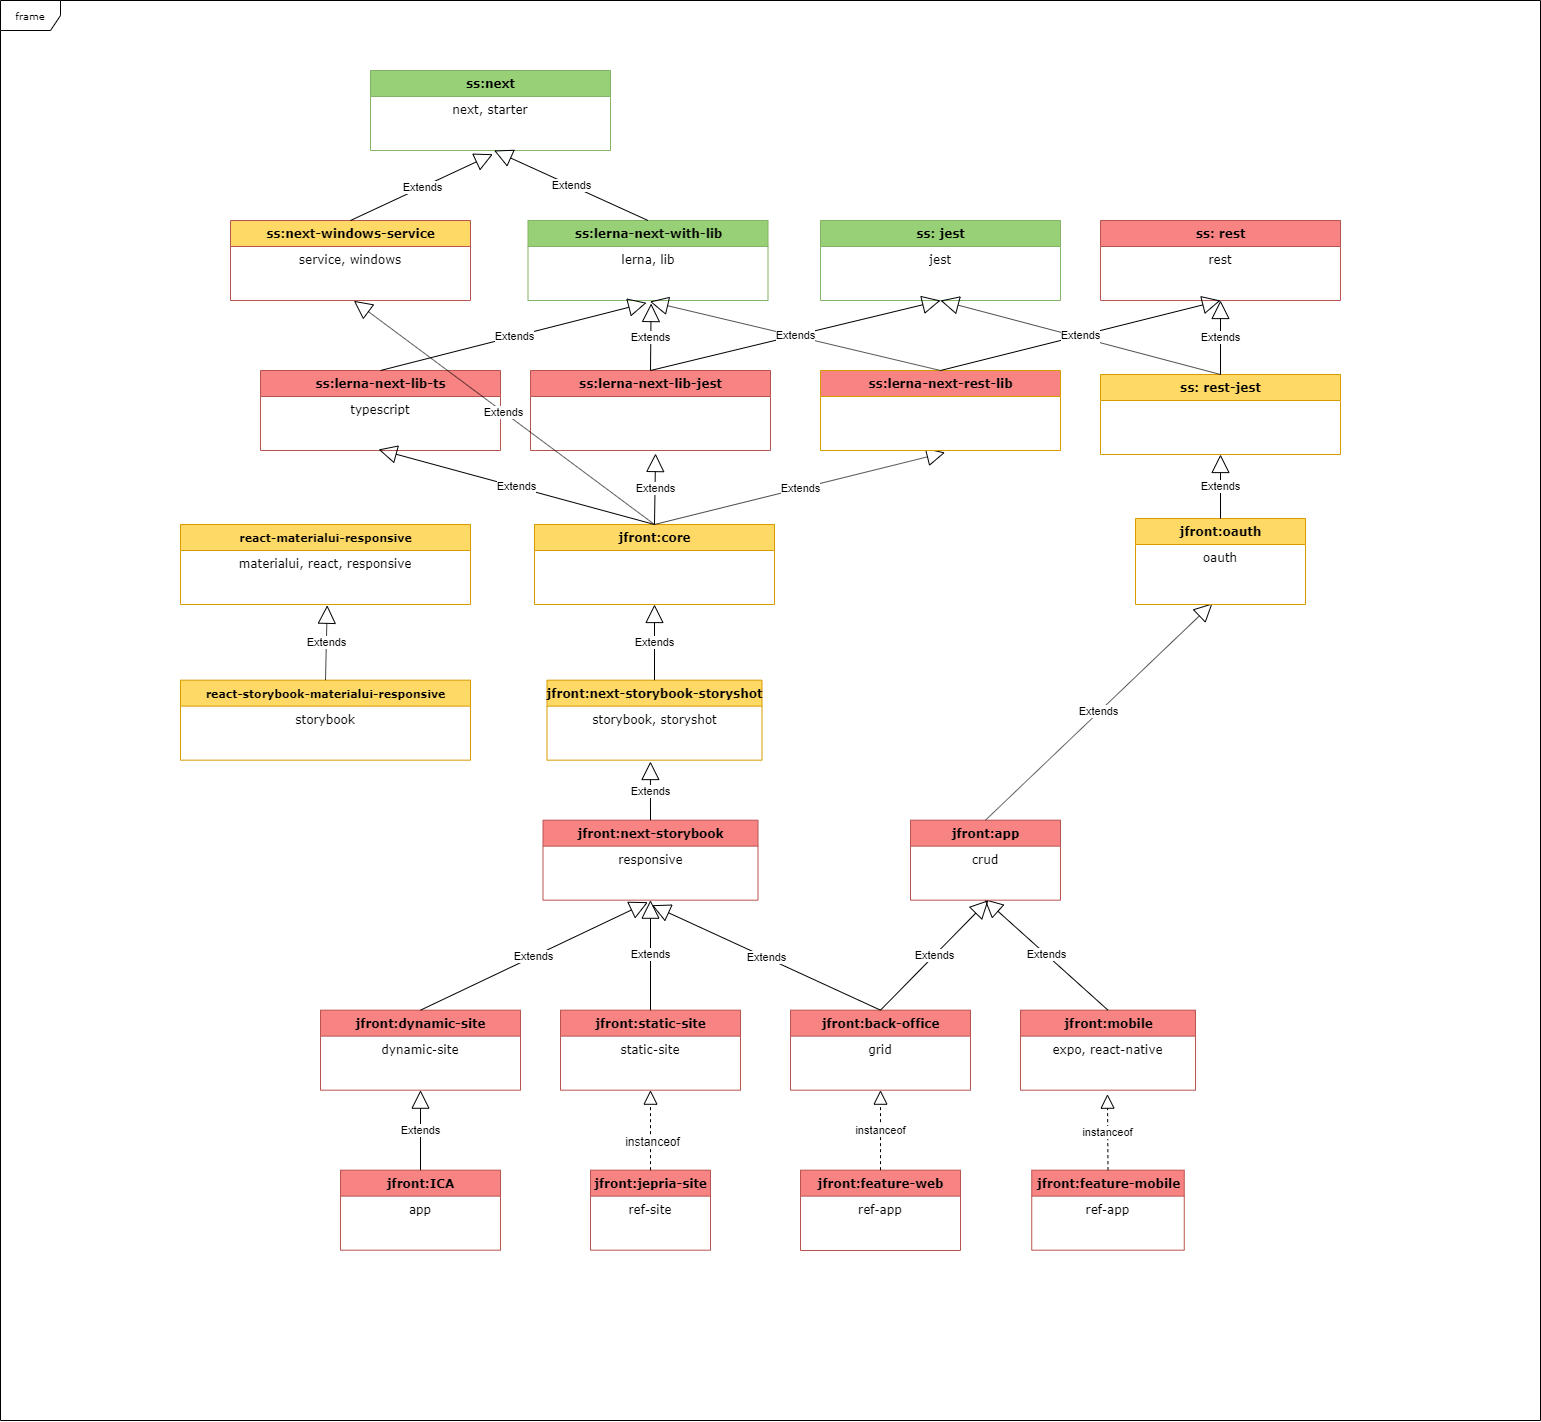 frame
ss:next
next, starter
Extends
Extends
ss:next-windows-service
service, windows
ss:lerna-next-with-lib
lerna, lib
ss: jest
jest
ss: rest
rest
Extends
Extends
Extends
Extends
Extends
ss:lerna-next-lib-ts
typescript
ss:lerna-next-lib-jest
ss:lerna-next-rest-lib
ss: rest-jest
Extends
Extends
Extends
Extends
Extends
react-materialui-responsive
materialui, react, responsive
jfront:core
jfront:oauth
oauth
Extends
Extends
react-storybook-materialui-responsive
storybook
jfront:next-storybook-storyshot
storybook, storyshot
Extends
Extends
jfront:next-storybook
responsive
jfront:app
crud
Extends
Extends
Extends
Extends
Extends
jfront:dynamic-site
dynamic-site
jfront:static-site
static-site
jfront:back-office
grid
jfront:mobile
expo, react-native
Extends
instanceof
instanceof
instanceof
jfront:ICA
app
jfront:jepria-site
ref-site
jfront:feature-web
ref-app
jfront:feature-mobile
ref-app